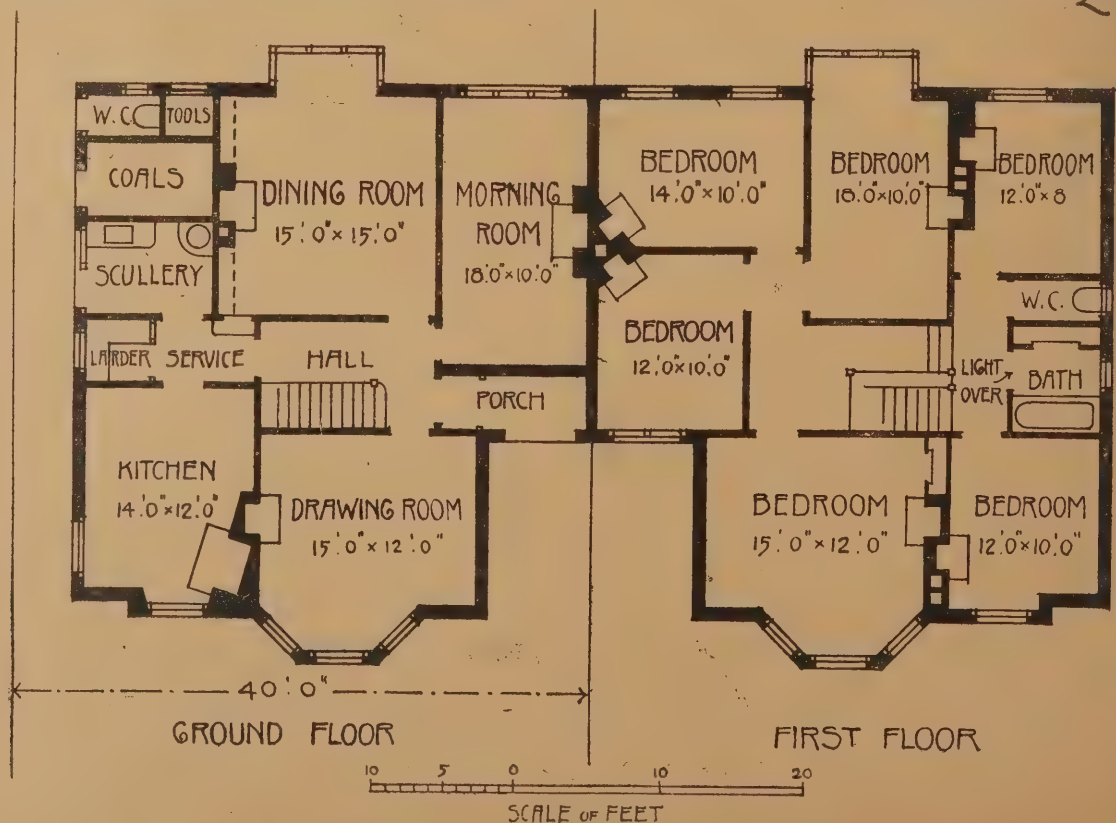 W.C.
TOOLS
COALS
DINING ROOM
15'.0"×15'.0"
MORNING
ROOM
18'.0"×10'.0"
SCULLERY
LARDER
SERVICE
HALL
PORCH
KITCHEN
14'.0"×12'.0"
DRAWING ROOM
15'.0"×12'.0"
40'.0"
GROUND FLOOR
BEDROOM
14'.0"×10'.0"
BEDROOM
18'.0"×10'.0"
BEDROOM
12'.0"×8
BEDROOM
12'.0"×10'.0"
W.C.
LIGHT
OVER
BATH
BEDROOM
15'.0"×12'.0"
BEDROOM
12'.0"×10'.0"
FIRST FLOOR
10 5 0 10 20
SCALE OF FEET